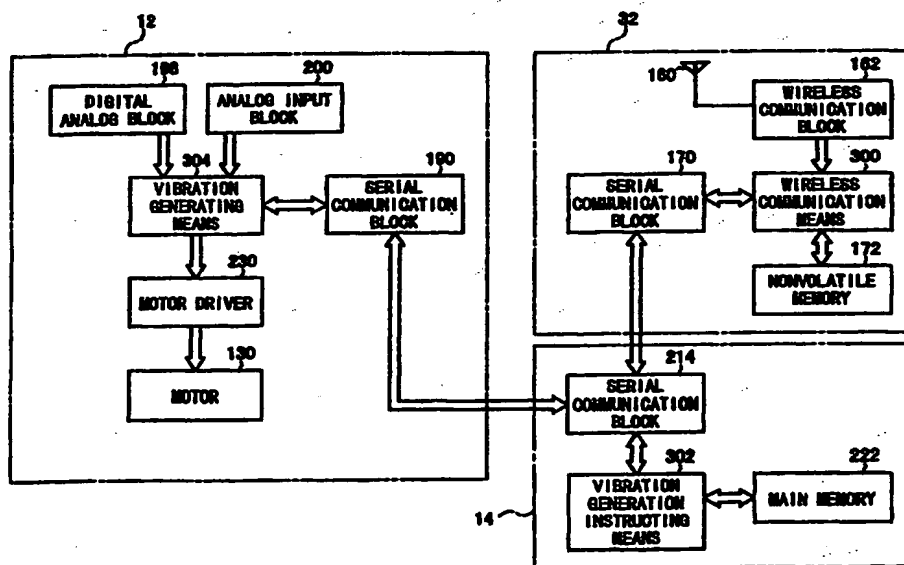 12
198
DIGITAL
ANALOG BLOCK
200
ANALOG INPUT
BLOCK
304
VIBRATION
GENERATING
MEANS
190
SERIAL
COMMUNICATION
BLOCK
230
MOTOR DRIVER
130
MOTOR
32
160
162
WIRELESS
COMMUNICATION
BLOCK
170
SERIAL
COMMUNICATION
BLOCK
300
WIRELESS
COMMUNICATION
MEANS
172
NONVOLATILE
MEMORY
214
SERIAL
COMMUNICATION
BLOCK
302
VIBRATION
GENERATION
INSTRUCTING
MEANS
222
MAIN MEMORY
14